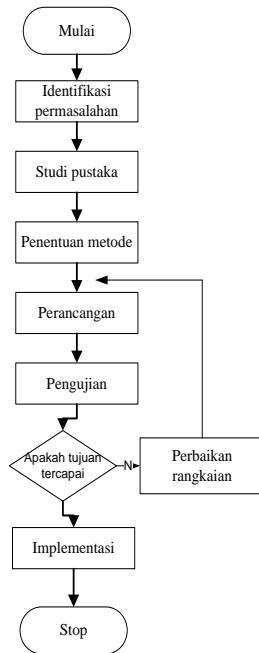 Mulai
Identifikasi
permasalahan
Studi pustaka
Penentuan metode
Perancangan
Pengujian
Apakah tujuan
tercapai
N
Perbaikan
rangkaian
Implementasi
Stop